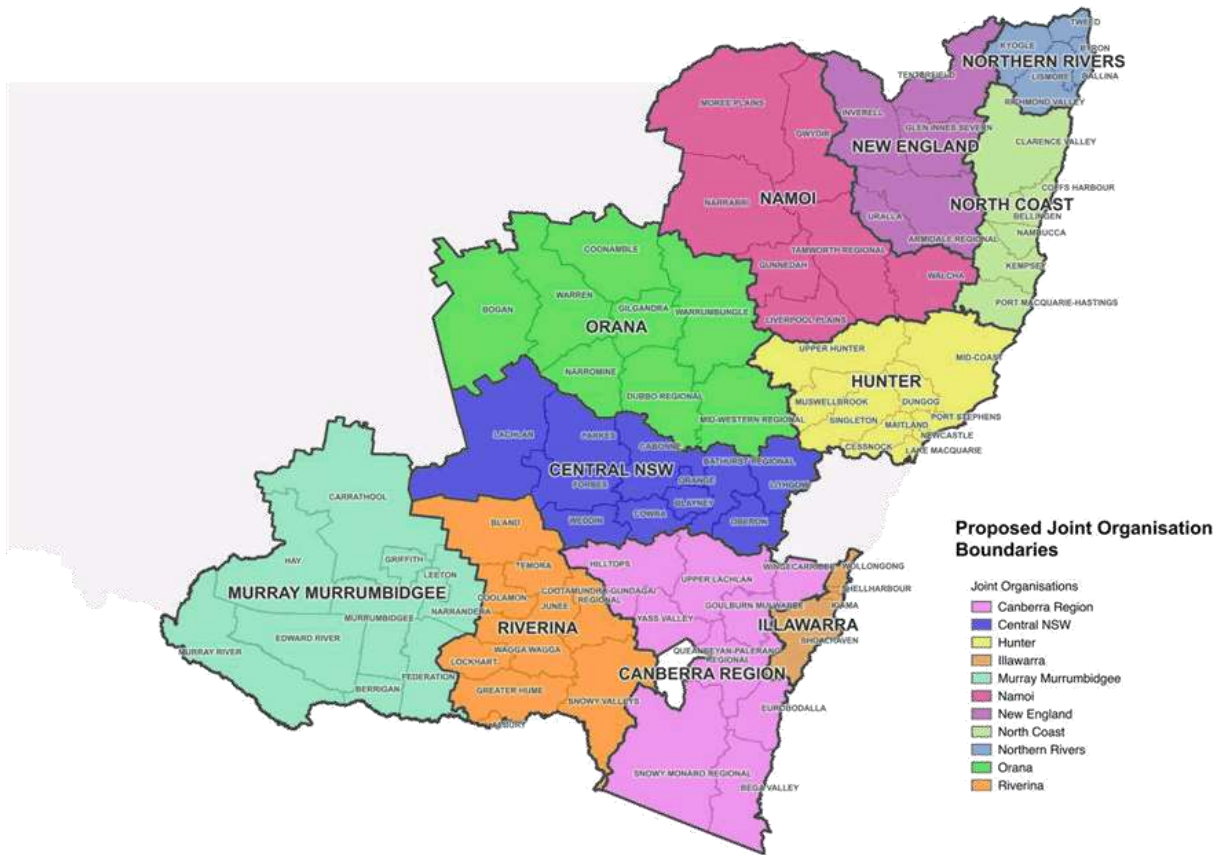 TWEED
KYOGLE
BYRON
NORTHERN RIVERS
LISMORE
BALLINA
TENTERFIELD
RICHMOND VALLEY
MOREE PLAINS
INVERELL
GWYDIR
GLEN INNES SEVERN
NEW ENGLAND
CLARENCE VALLEY
COFFS HARBOUR
NARRABRI
NAMOI
NORTH COAST
BELLINGEN
URALLA
NAMBUCCA
ARMIDALE REGIONAL
COONAMBLE
TAMWORTH REGIONAL
GUNNEDAH
KEMPSEY
WALCHA
WARREN
PORT MACQUARIE-HASTINGS
BOGAN
GILGANDRA
WARRUMBUNGLE
LIVERPOOL PLAINS
ORANA
UPPER HUNTER
MID-COAST
NARROMINE
HUNTER
DUBBO REGIONAL
MUSWELLBROOK
DUNGOG
MID-WESTERN REGIONAL
SINGLETON
PORT STEPHENS
MAITLAND
LACHLAN
PARKES
NEWCASTLE
CABONNE
CESSNOCK
LAKE MACQUARIE
BATHURST REGIONAL
CENTRAL NSW
ORANGE
FORBES
LITHGOW
CARRATHOOL
BLAYNEY
COWRA
WEDDIN
OBERON
BLAND
Proposed Joint Organisation
Boundaries
HAY
GRIFFITH
TEMORA
HILLTOPS
WINGECARRIBEE
WOLLONGONG
LEETON
UPPER LACHLAN
Joint Organisations
SHELLHARBOUR
MURRAY MURRUMBIDGEE
COOTAMUNDRA-GUNDAGAI
REGIONAL
COOLAMON
JUNEE
GOULBURN MULWAREE
KIAMA
NARRANDERA
MURRUMBIDGEE
YASS VALLEY
ILLAWARRA
RIVERINA
EDWARD RIVER
SHOALHAVEN
MURRAY RIVER
WAGGA WAGGA
QUEANBEYAN-PALERANG
REGIONAL
LOCKHART
CANBERRA REGION
FEDERATION
BERRIGAN
GREATER HUME
SNOWY VALLEYS
EUROBODALLA
ALBURY
SNOWY MONARO REGIONAL
BEGA VALLEY
Canberra Region
Central NSW
Hunter
Illawarra
Murray Murrumbidgee
Namoi
New England
North Coast
Northern Rivers
Orana
Riverina